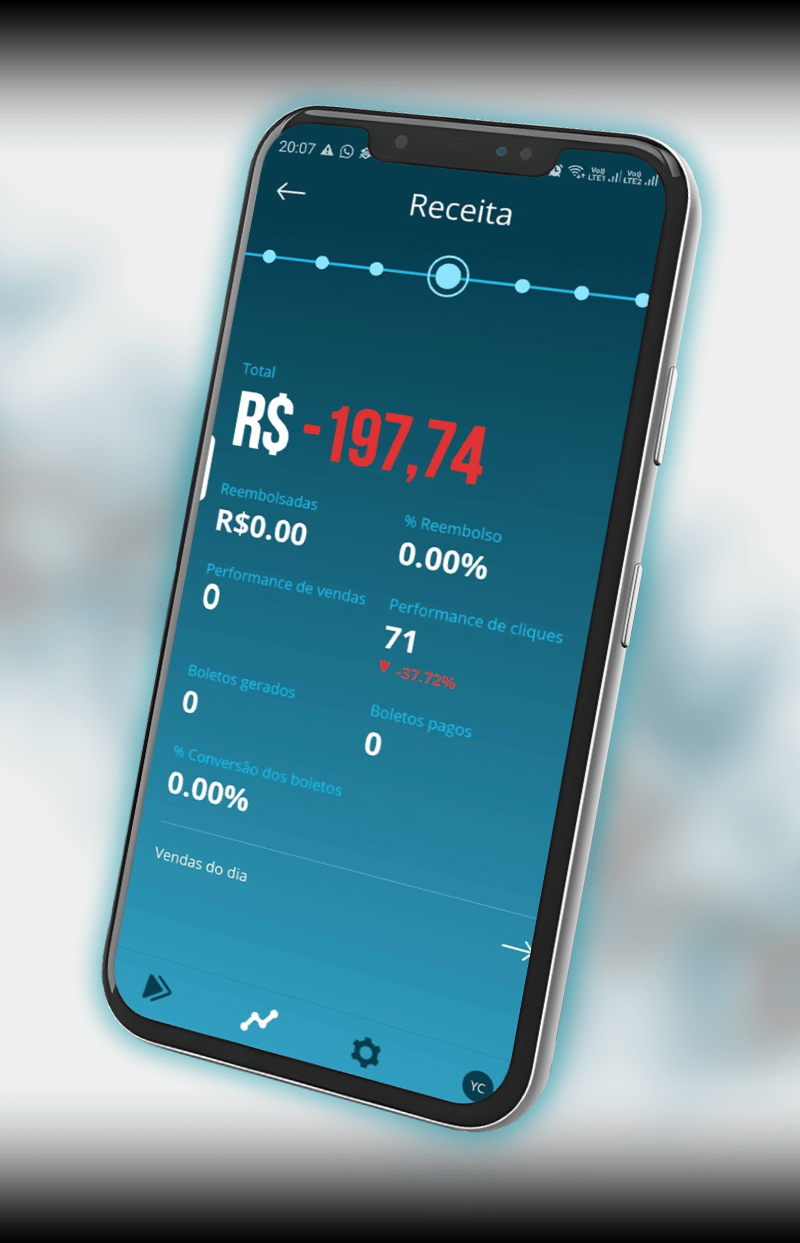 20:07
Vo)) LTE1 Vo)) LTE2
Receita
Total
R$ -197,74
Reembolsadas
R$0.00
% Reembolso
0.00%
Performance de vendas
0
Performance de cliques
71
▼ -37.72%
Boletos gerados
0
Boletos pagos
0
% Conversão dos boletos
0.00%
Vendas do dia
YC